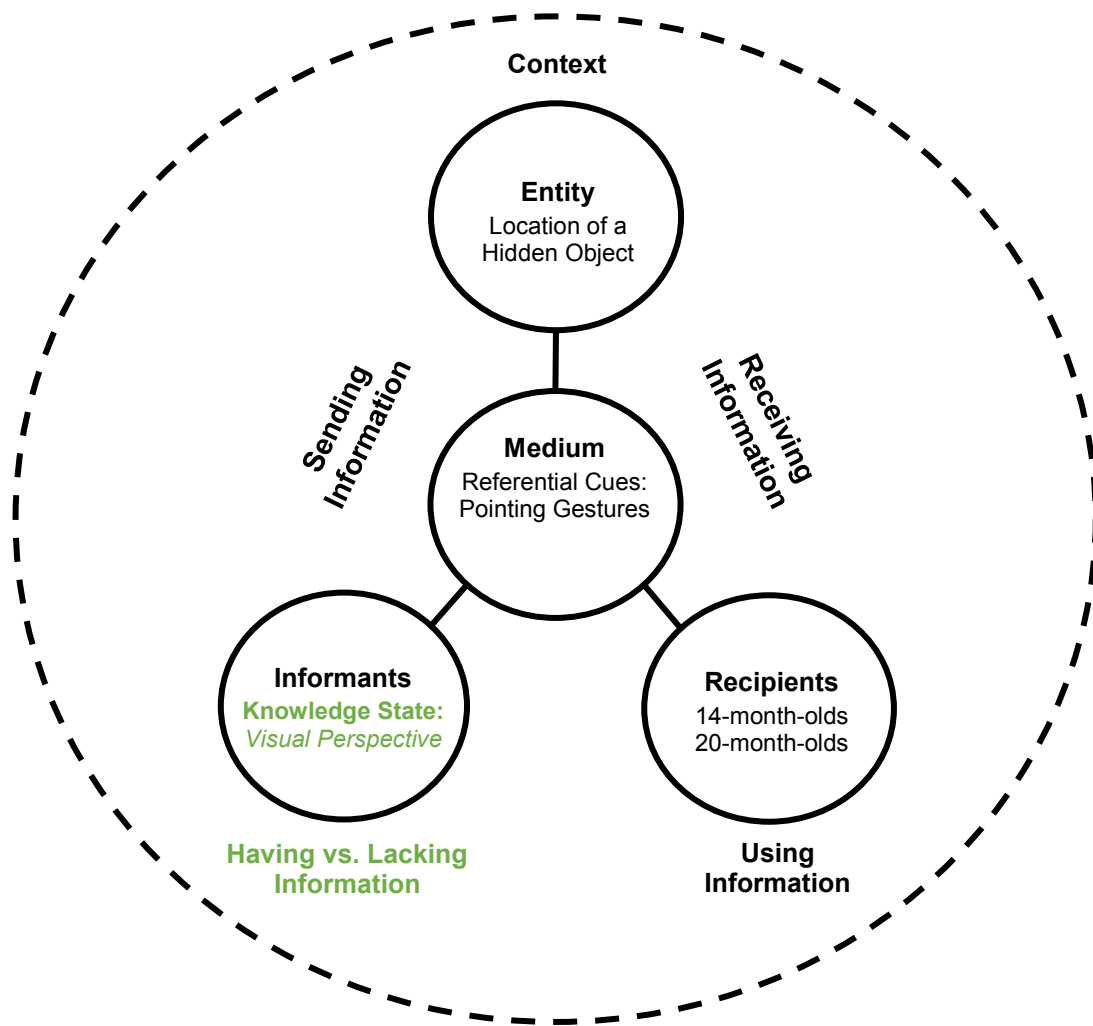 Context
Entity
Location of a
Hidden Object
Sending
Information
Receiving
Information
Medium
Referential Cues:
Pointing Gestures
Informants
Knowledge State:
Visual Perspective
Recipients
14-month-olds
20-month-olds
Having vs. Lacking
Information
Using
Information